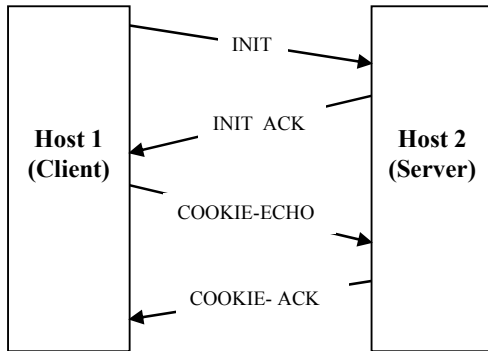 INIT
INIT ACK
Host 1
(Client)
Host 2
(Server)
COOKIE-ECHO
COOKIE- ACK